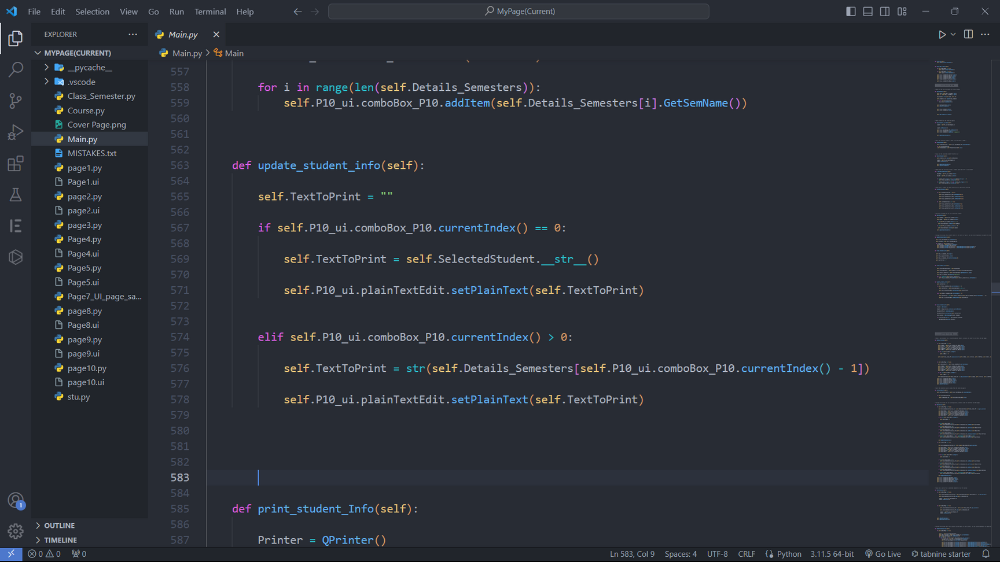 File Edit Selection View Go Run Terminal Help
MyPage(Current)
EXPLORER
Main.py
MYPAGE(CURRENT)
Main.py > Main
__pycache__
.vscode
Class_Semester.py
Course.py
Cover Page.png
Main.py
MISTAKES.txt
page1.py
Page1.ui
page2.py
page2.ui
page3.py
Page4.py
Page4.ui
Page5.py
Page5.ui
Page7_UI_page_sa...
page8.py
Page8.ui
page9.py
page9.ui
page10.py
page10.ui
stu.py
OUTLINE
TIMELINE
557
558 for i in range(len(self.Details_Semesters)):
559 self.P10_ui.comboBox_P10.addItem(self.Details_Semesters[i].GetSemName())
560
561
562
563 def update_student_info(self):
564
565 self.TextToPrint = ""
566
567 if self.P10_ui.comboBox_P10.currentIndex() == 0:
568
569 self.TextToPrint = self.SelectedStudent.__str__()
570
571 self.P10_ui.plainTextEdit.setPlainText(self.TextToPrint)
572
573
574 elif self.P10_ui.comboBox_P10.currentIndex() > 0:
575
576 self.TextToPrint = str(self.Details_Semesters[self.P10_ui.comboBox_P10.currentIndex() - 1])
577
578 self.P10_ui.plainTextEdit.setPlainText(self.TextToPrint)
579
580
581
582
583
584
585 def print_student_Info(self):
586
587 Printer = QPrinter()
1
0 0 0
Ln 583, Col 9 Spaces: 4 UTF-8 CRLF Python 3.11.5 64-bit Go Live tabnine starter